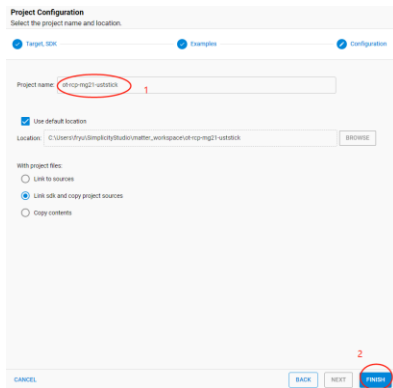 Project Configuration
Select the project name and location.
Target, SDK
Examples
Configuration
Project name: ot-rcp-mg21-uststick
1
Use default location
Location: C:\Users\fryu\SimplicityStudio\matter_workspace\ot-rcp-mg21-uststick BROWSE
With project files:
Link to sources
Link sdk and copy project sources
Copy contents
2
CANCEL BACK NEXT FINISH